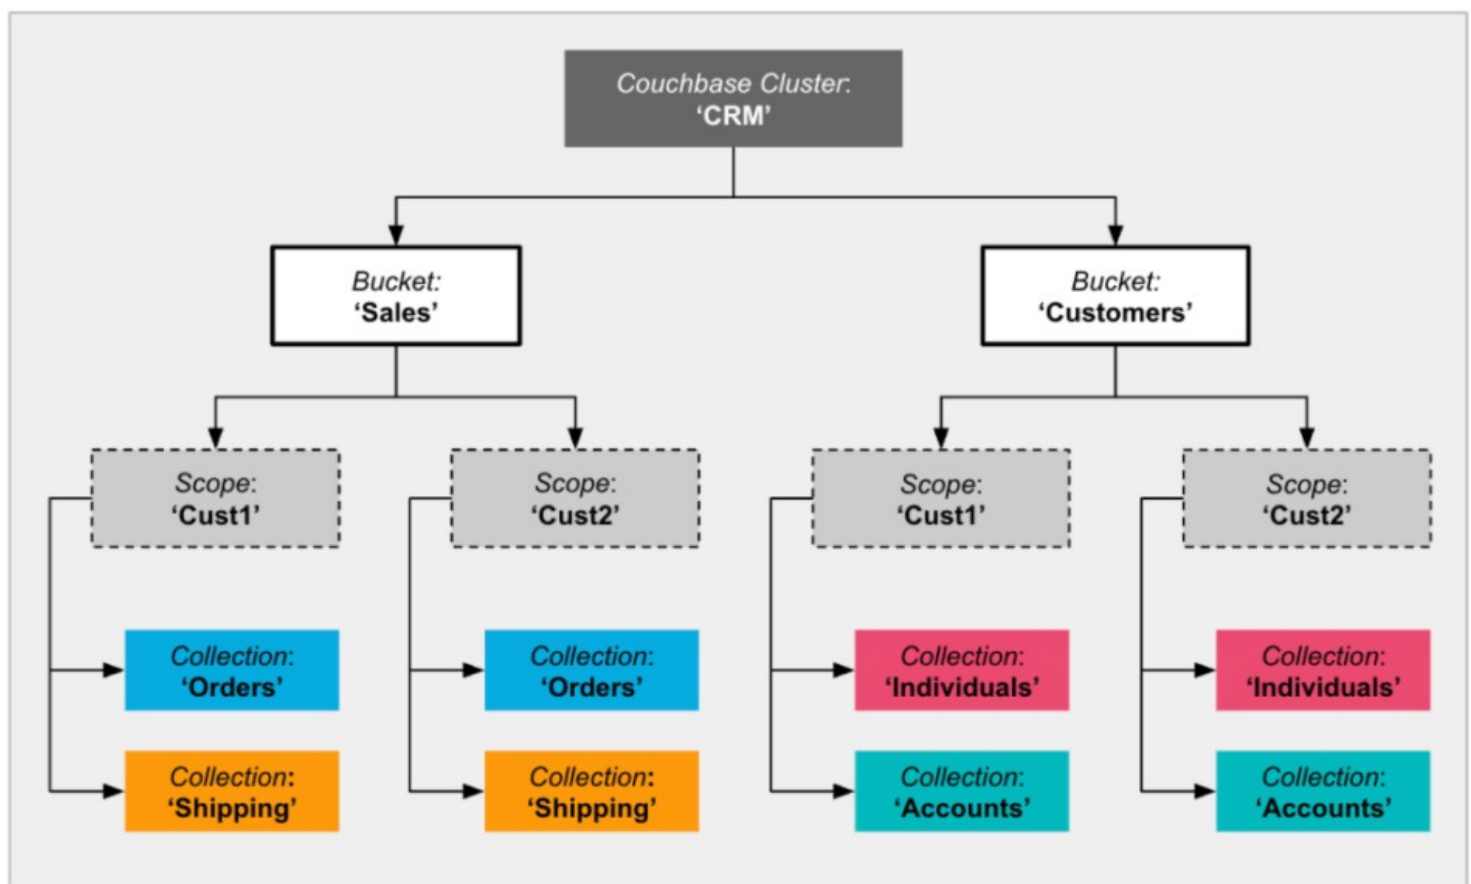 Couchbase Cluster:
‘CRM’
Bucket:
‘Sales’
Bucket:
‘Customers’
Scope:
‘Cust1’
Scope:
‘Cust2’
Scope:
‘Cust1’
Scope:
‘Cust2’
Collection:
‘Orders’
Collection:
‘Orders’
Collection:
‘Individuals’
Collection:
‘Individuals’
Collection:
‘Shipping’
Collection:
‘Shipping’
Collection:
‘Accounts’
Collection:
‘Accounts’